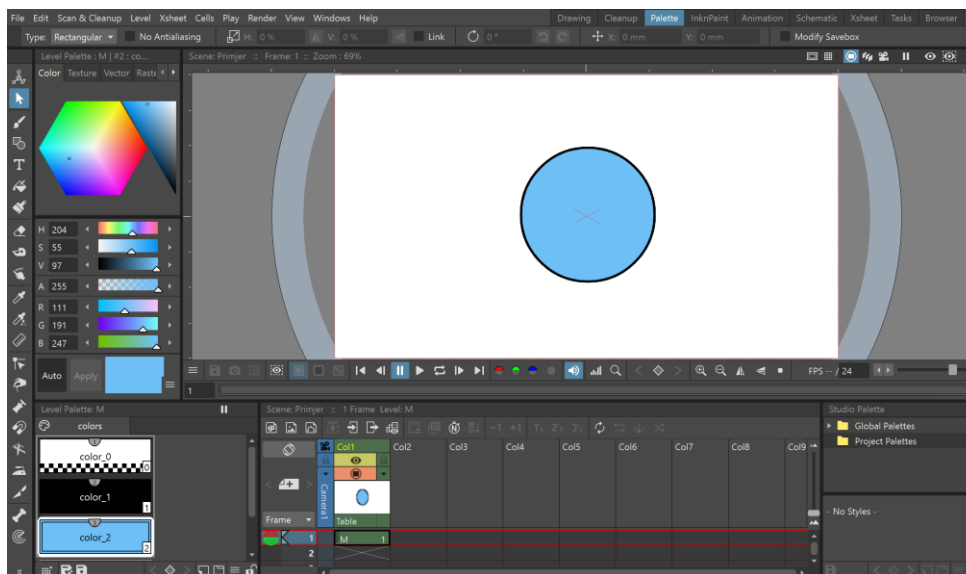 File Edit Scan & Cleanup Level Xsheet Cells Play Render View Windows Help Drawing Cleanup Palette InknPaint Animation Schematic Xsheet Tasks Browser
Type: Rectangular No Antialiasing H: 0 % V: 0 % Link 0 ° X: 0 mm Y: 0 mm Modify Savebox
Level Palette : M | #2 : co... Scene: Primjer :: Frame: 1 :: Zoom : 69%
Color Texture Vector Raste
H 204
S 55
V 97
A 255
R 111
G 191
B 247
Auto Apply
FPS -- / 24
1
Level Palette: M
colors
color_0
0
color_1
1
color_2
2
Scene: Primjer :: 1 Frame Level: M
-1 +1 1's 2's 3's
Col1 Col2 Col3 Col4 Col5 Col6 Col7 Col8 Col9
Camera1
Frame Table
1 M 1
2
Studio Palette
Global Palettes
Project Palettes
- No Styles -